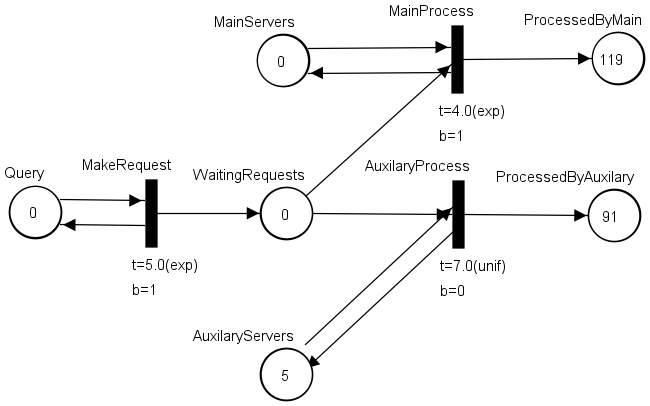 MainServers
0
MainProcess
t=4.0(exp)
b=1
ProcessedByMain
119
Query
0
MakeRequest
t=5.0(exp)
b=1
WaitingRequests
0
AuxilaryProcess
t=7.0(unif)
b=0
ProcessedByAuxilary
91
AuxilaryServers
5